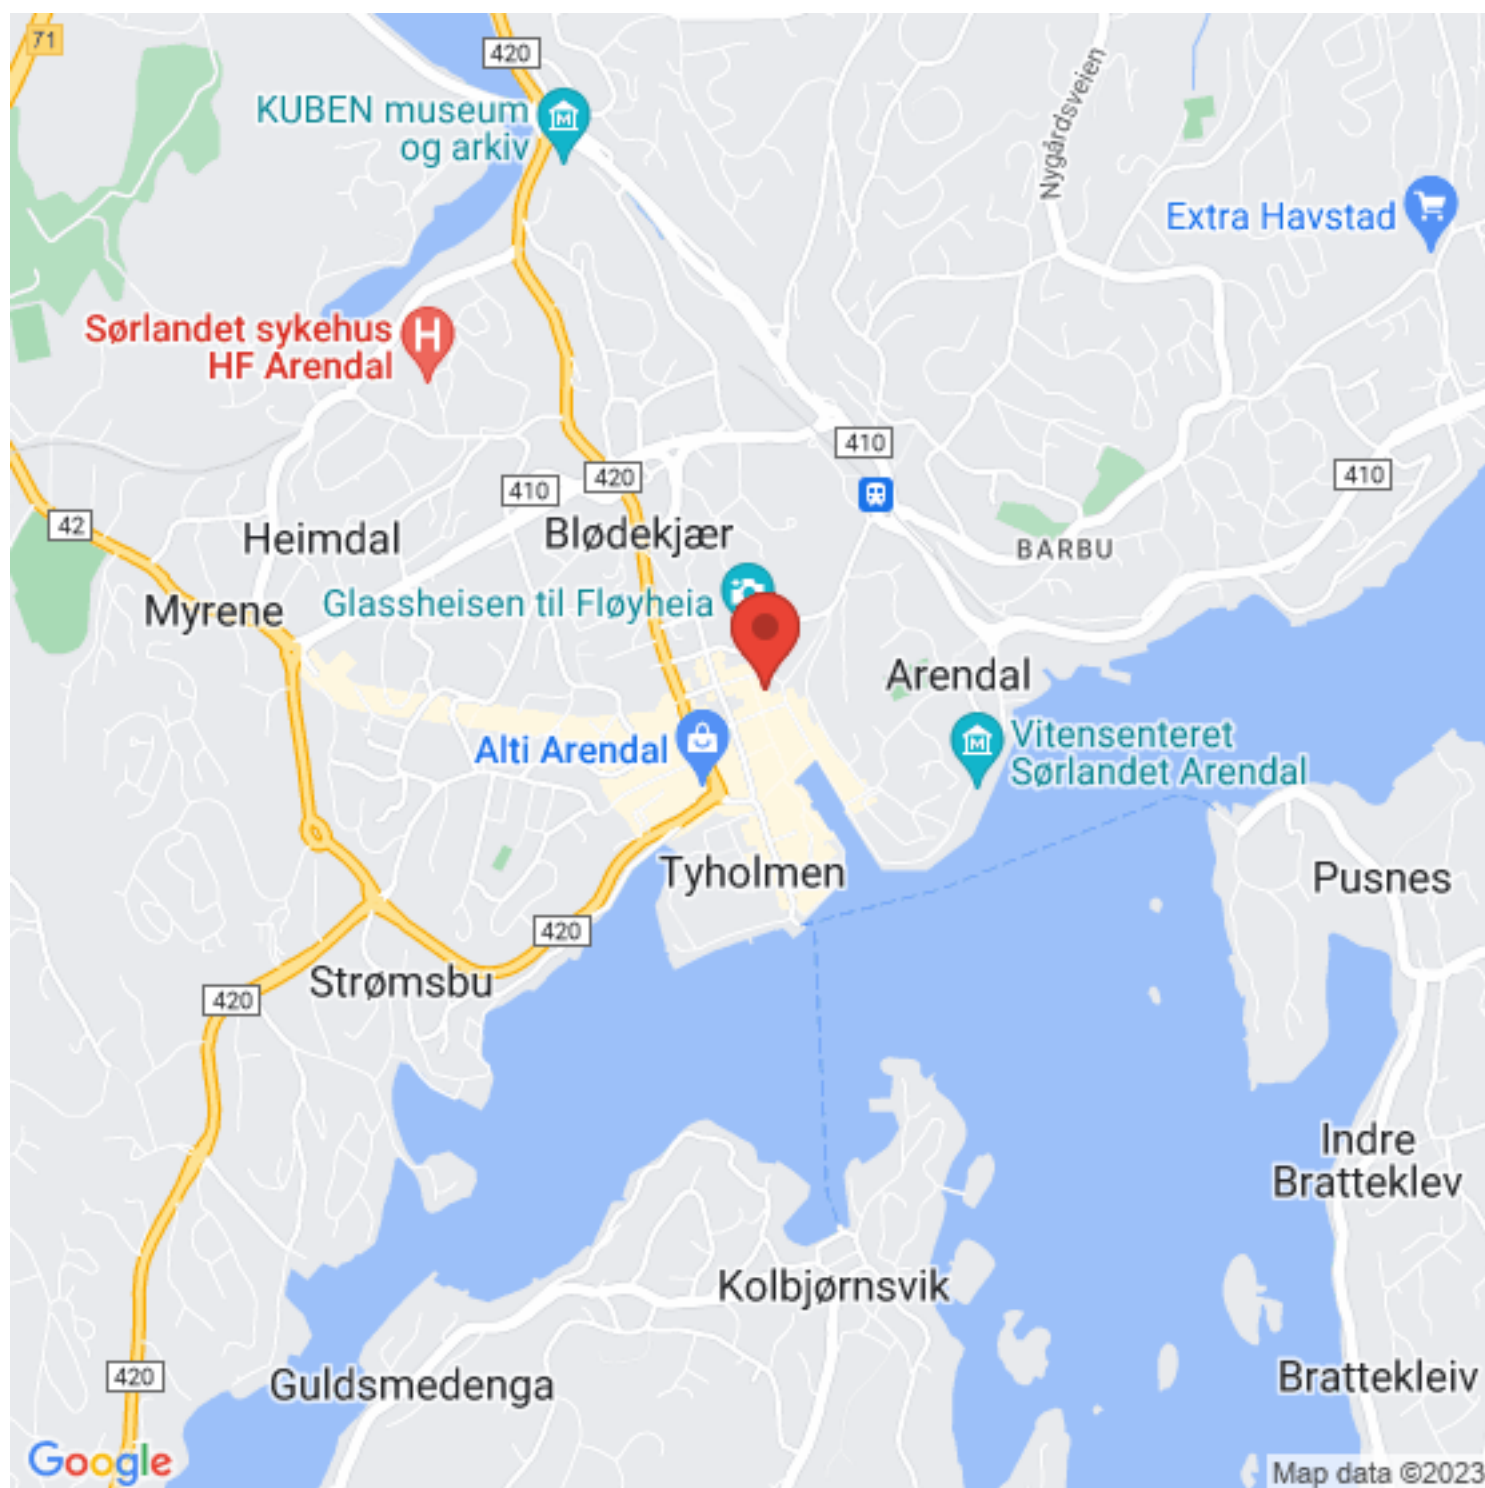 71
420
KUBEN museum
og arkiv
Nygårdsveien
Extra Havstad
Sørlandet sykehus
HF Arendal
H
410
420
410
410
42
Heimdal
Blødekjær
BARBU
Glassheisen til Fløyheia
Myrene
Arendal
Alti Arendal
Vitensenteret
Sørlandet Arendal
Tyholmen
Pusnes
420
Strømsbu
420
Indre
Bratteklev
Kolbjørnsvik
420
Guldsmedenga
Brattekleiv
Google
Map data ©2023